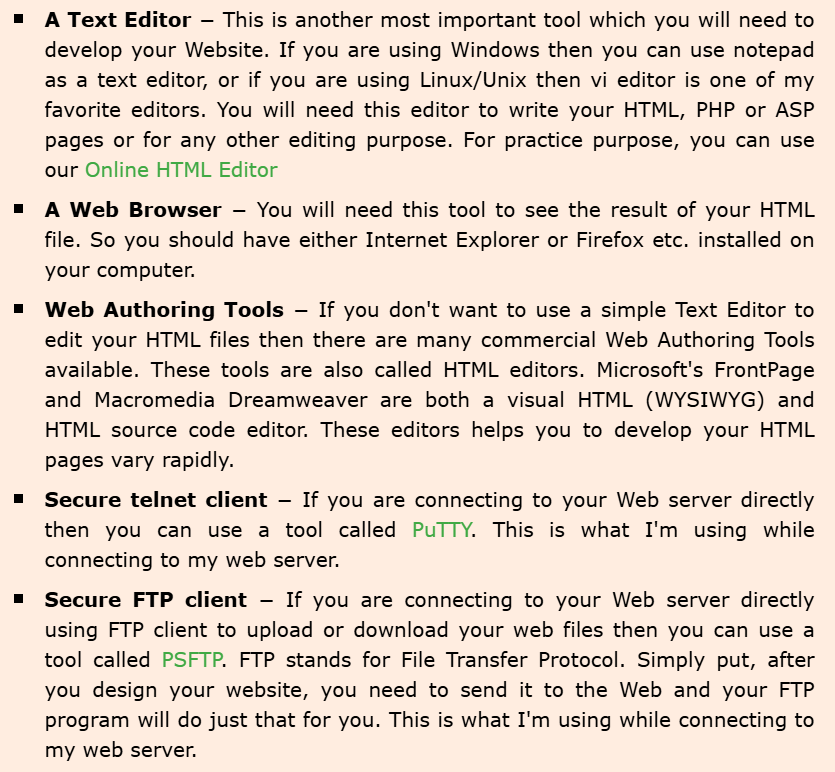 ▪ A Text Editor − This is another most important tool which you will need to
develop your Website. If you are using Windows then you can use notepad
as a text editor, or if you are using Linux/Unix then vi editor is one of my
favorite editors. You will need this editor to write your HTML, PHP or ASP
pages or for any other editing purpose. For practice purpose, you can use
our Online HTML Editor
▪ A Web Browser − You will need this tool to see the result of your HTML
file. So you should have either Internet Explorer or Firefox etc. installed on
your computer.
▪ Web Authoring Tools − If you don't want to use a simple Text Editor to
edit your HTML files then there are many commercial Web Authoring Tools
available. These tools are also called HTML editors. Microsoft's FrontPage
and Macromedia Dreamweaver are both a visual HTML (WYSIWYG) and
HTML source code editor. These editors helps you to develop your HTML
pages vary rapidly.
▪ Secure telnet client − If you are connecting to your Web server directly
then you can use a tool called PuTTY. This is what I'm using while
connecting to my web server.
▪ Secure FTP client − If you are connecting to your Web server directly
using FTP client to upload or download your web files then you can use a
tool called PSFTP. FTP stands for File Transfer Protocol. Simply put, after
you design your website, you need to send it to the Web and your FTP
program will do just that for you. This is what I'm using while connecting to
my web server.